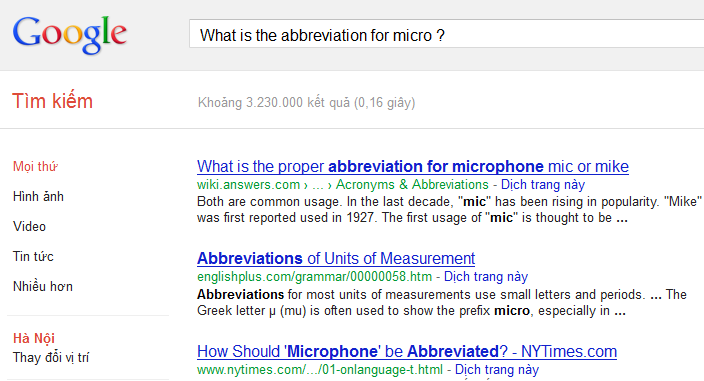 Google
What is the abbreviation for micro ?
Tìm kiếm
Khoảng 3.230.000 kết quả (0,16 giây)
Mọi thứ
Hình ảnh
Video
Tin tức
Nhiều hơn
Hà Nội
Thay đổi vị trí
What is the proper abbreviation for microphone mic or mike
wiki.answers.com › ... › Acronyms & Abbreviations - Dịch trang này
Both are common usage. In the last decade, "mic" has been rising in popularity. "Mike"
was first reported used in 1927. The first usage of "mic" is thought to be ...
Abbreviations of Units of Measurement
englishplus.com/grammar/00000058.htm - Dịch trang này
Abbreviations for most units of measurements use small letters and periods. ... The
Greek letter µ (mu) is often used to show the prefix micro, especially in ...
How Should 'Microphone' be Abbreviated? - NYTimes.com
www.nytimes.com/.../01-onlanguage-t.html - Dịch trang này